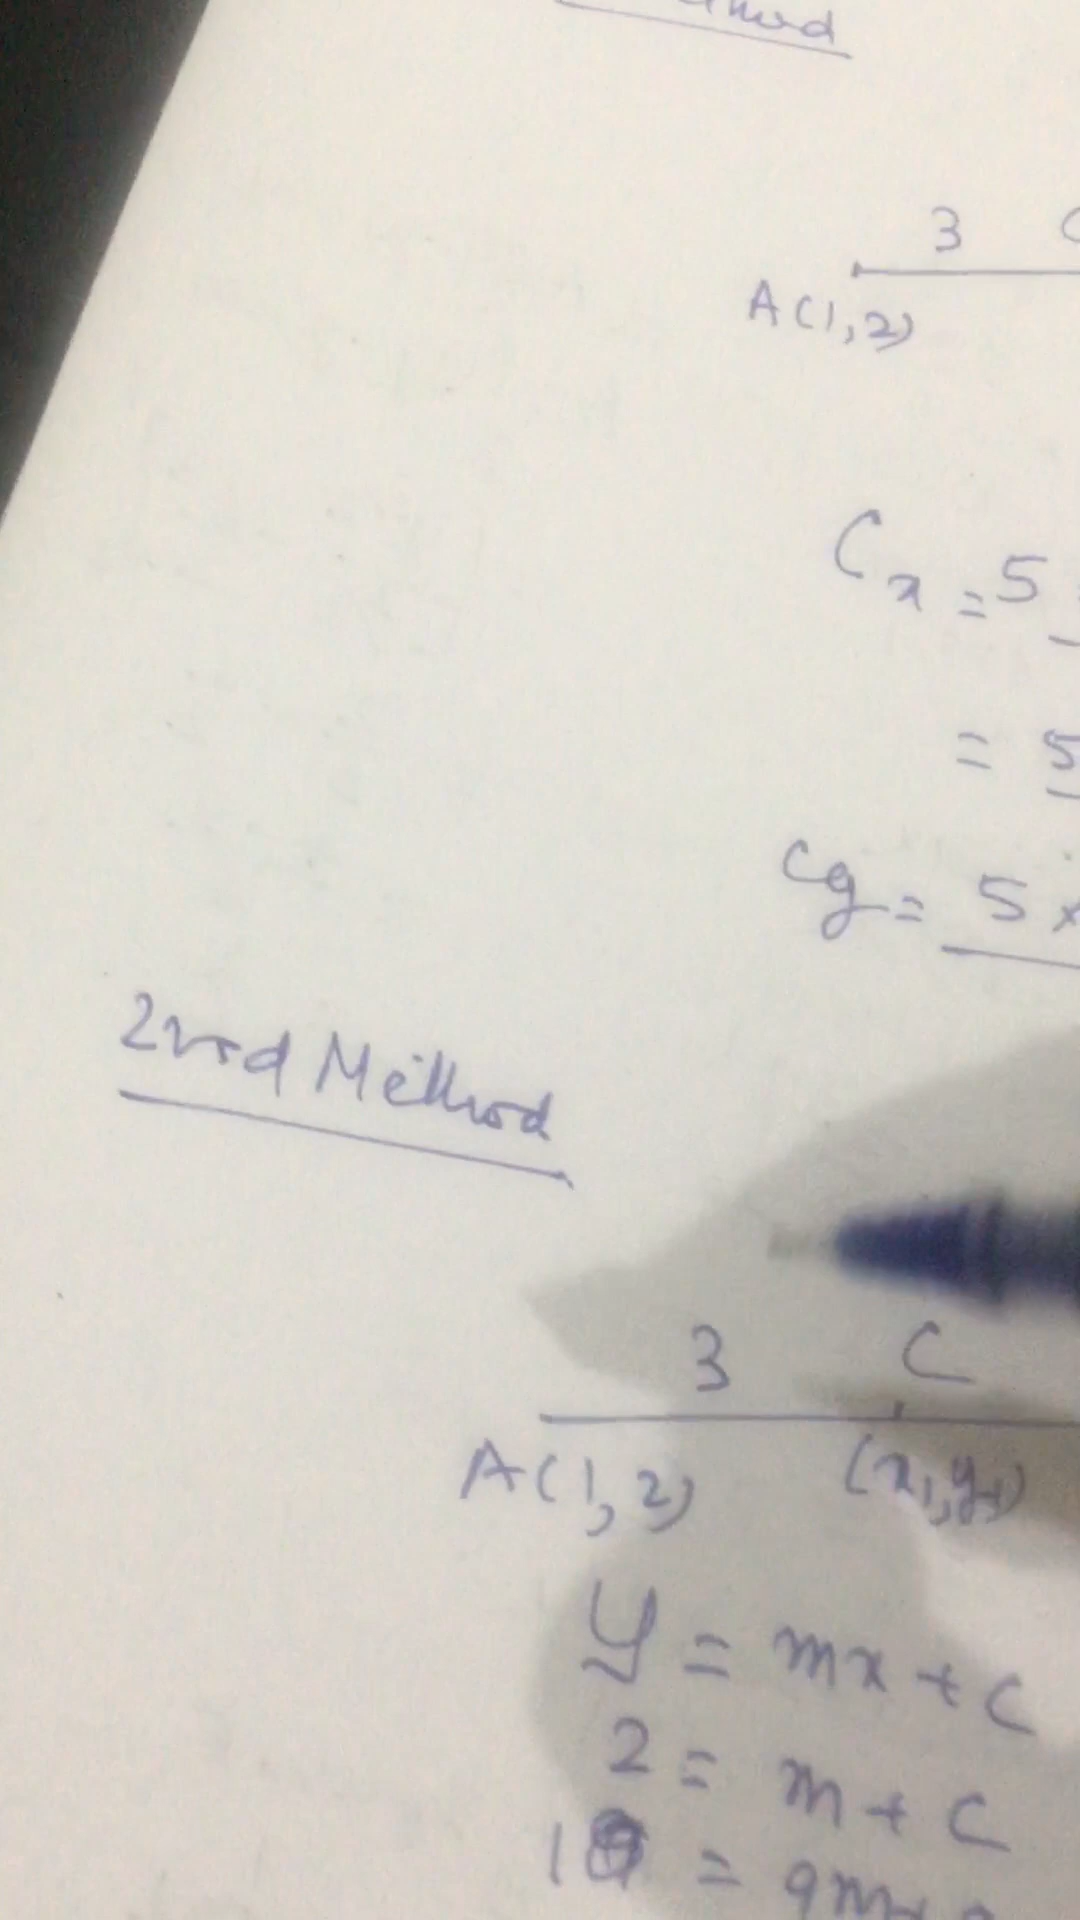 3
A(1,2)
Cx = 5
= 5
Cy = 5 ×
2nd Method
3 C
A(1,2) (x1,y1)
y = mx + c
2 = m + c
= 9m +